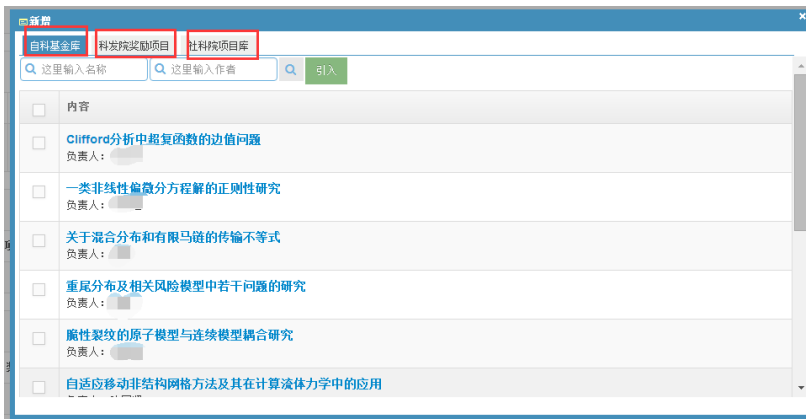 新增
自科基金库 科发院奖励项目 社科院项目库
这里输入名称 这里输入作者 引入
内容
Clifford分析中超复函数的边值问题
负责人：
一类非线性偏微分方程解的正则性研究
负责人：
关于混合分布和有限马链的传输不等式
负责人：
重尾分布及相关风险模型中若干问题的研究
负责人：
脆性裂纹的原子模型与连续模型耦合研究
负责人：
自适应移动非结构网格方法及其在计算流体力学中的应用